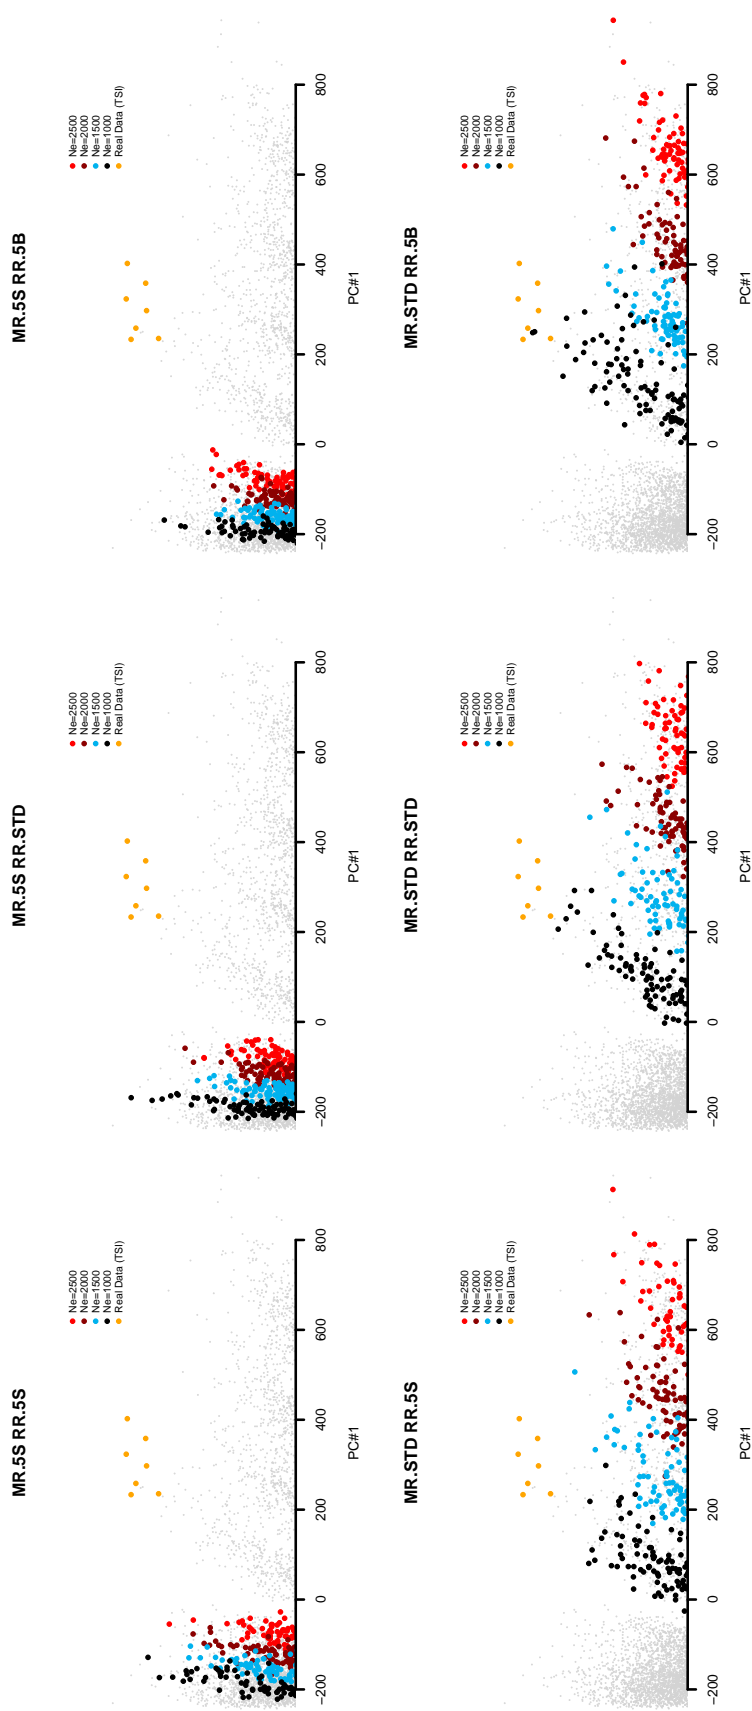 MR.5S RR.5S
Ne=2500
Ne=2000
Ne=1500
Ne=1000
Real Data (TSI)
−200 0 200 400 600 800
PC#1
MR.5S RR.STD
Ne=2500
Ne=2000
Ne=1500
Ne=1000
Real Data (TSI)
−200 0 200 400 600 800
PC#1
MR.5S RR.5B
Ne=2500
Ne=2000
Ne=1500
Ne=1000
Real Data (TSI)
−200 0 200 400 600 800
PC#1
MR.STD RR.5S
Ne=2500
Ne=2000
Ne=1500
Ne=1000
Real Data (TSI)
−200 0 200 400 600 800
PC#1
MR.STD RR.STD
Ne=2500
Ne=2000
Ne=1500
Ne=1000
Real Data (TSI)
−200 0 200 400 600 800
PC#1
MR.STD RR.5B
Ne=2500
Ne=2000
Ne=1500
Ne=1000
Real Data (TSI)
−200 0 200 400 600 800
PC#1